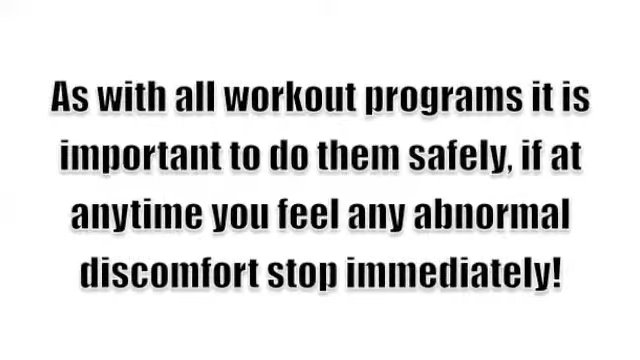 As with all workout programs it is
important to do them safely, if at
anytime you feel any abnormal
discomfort stop immediately!